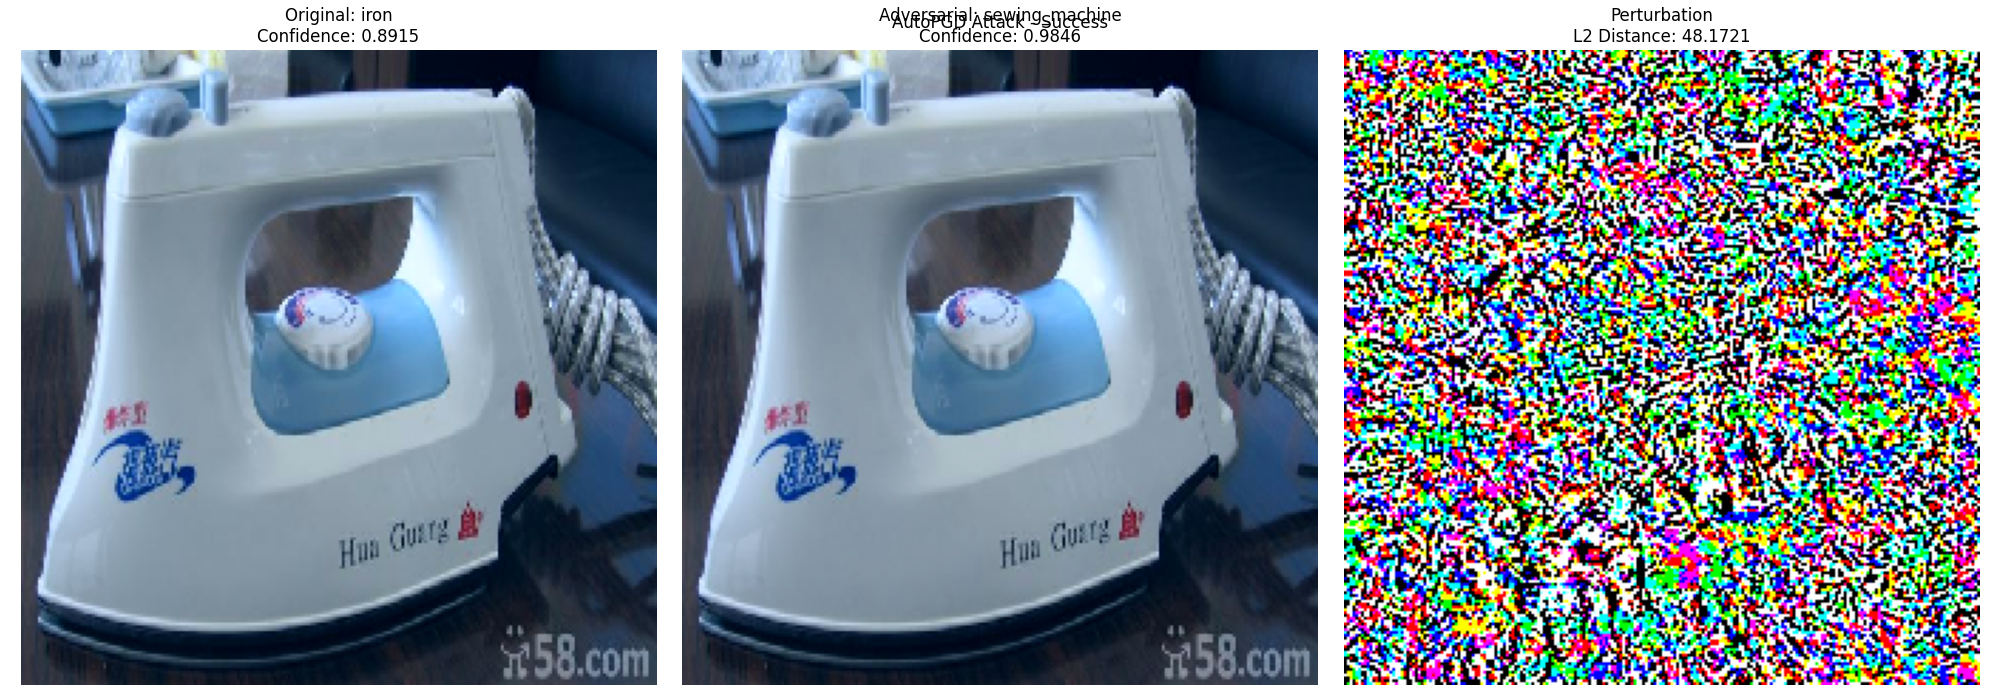 Original: iron
Confidence: 0.8915
Adversarial: sewing_machine
AutoPGD Attack - Success
Confidence: 0.9846
Perturbation
L2 Distance: 48.1721
Hua Guang
58.com
Hua Guang
58.com